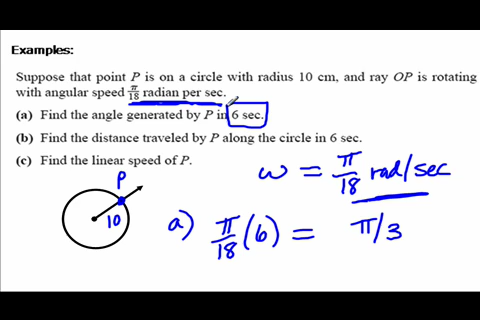 Examples:
Suppose that point P is on a circle with radius 10 cm, and ray OP is rotating
with angular speed π/18 radian per sec.
(a) Find the angle generated by P in 6 sec.
(b) Find the distance traveled by P along the circle in 6 sec.
(c) Find the linear speed of P.
P
10
ω = π/18 rad/sec
a) π/18 (6) = π/3